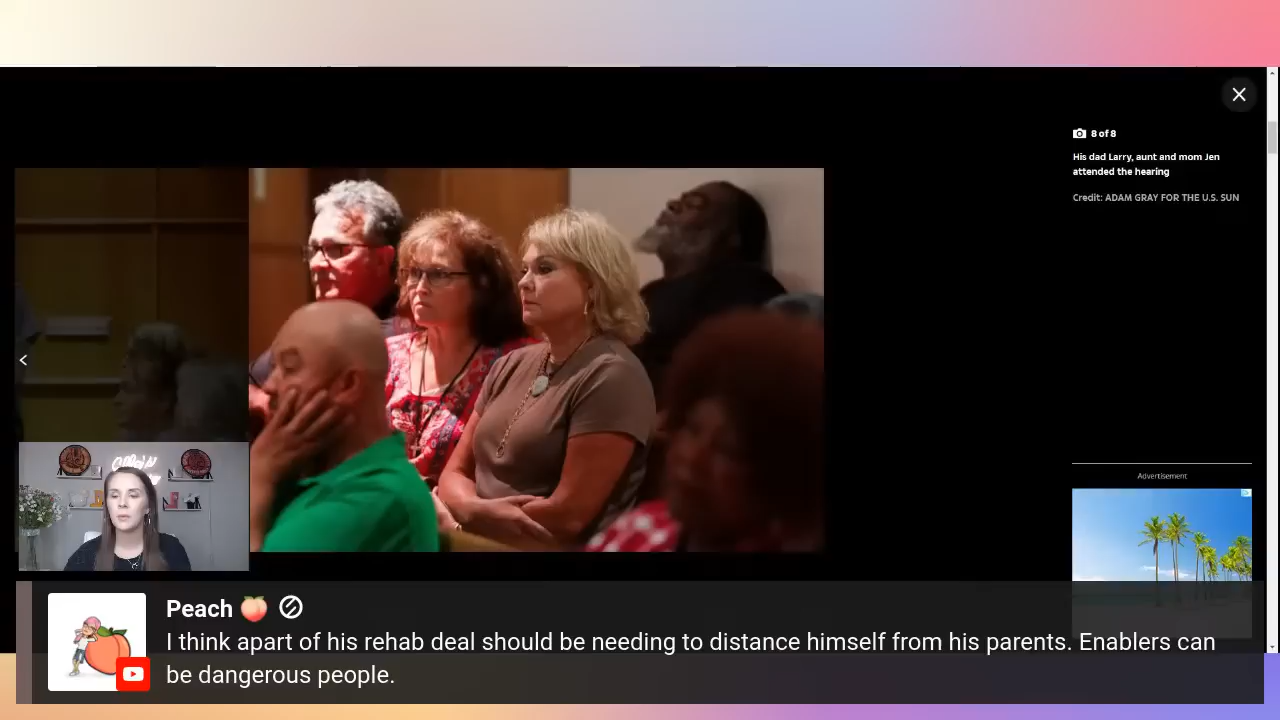 8 of 8
His dad Larry, aunt and mom Jen
attended the hearing
Credit: ADAM GRAY FOR THE U.S. SUN
Advertisement
Peach 🍑
I think apart of his rehab deal should be needing to distance himself from his parents. Enablers can
be dangerous people.